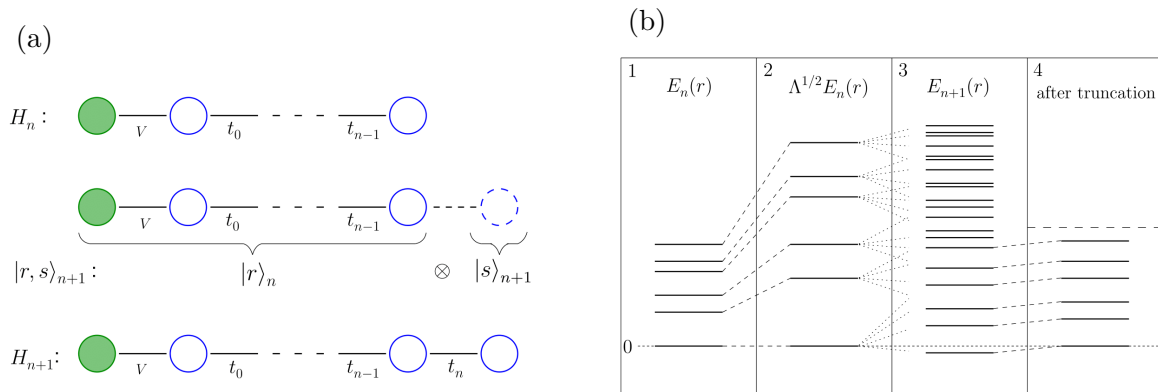 (a)
H_n:
V t_0 t_{n-1}
V t_0 t_{n-1}
|r,s⟩_{n+1}: |r⟩_n ⊗ |s⟩_{n+1}
H_{n+1}:
V t_0 t_{n-1} t_n
(b)
1 2 3 4
E_n(r) Λ^{1/2}E_n(r) E_{n+1}(r) after truncation
0